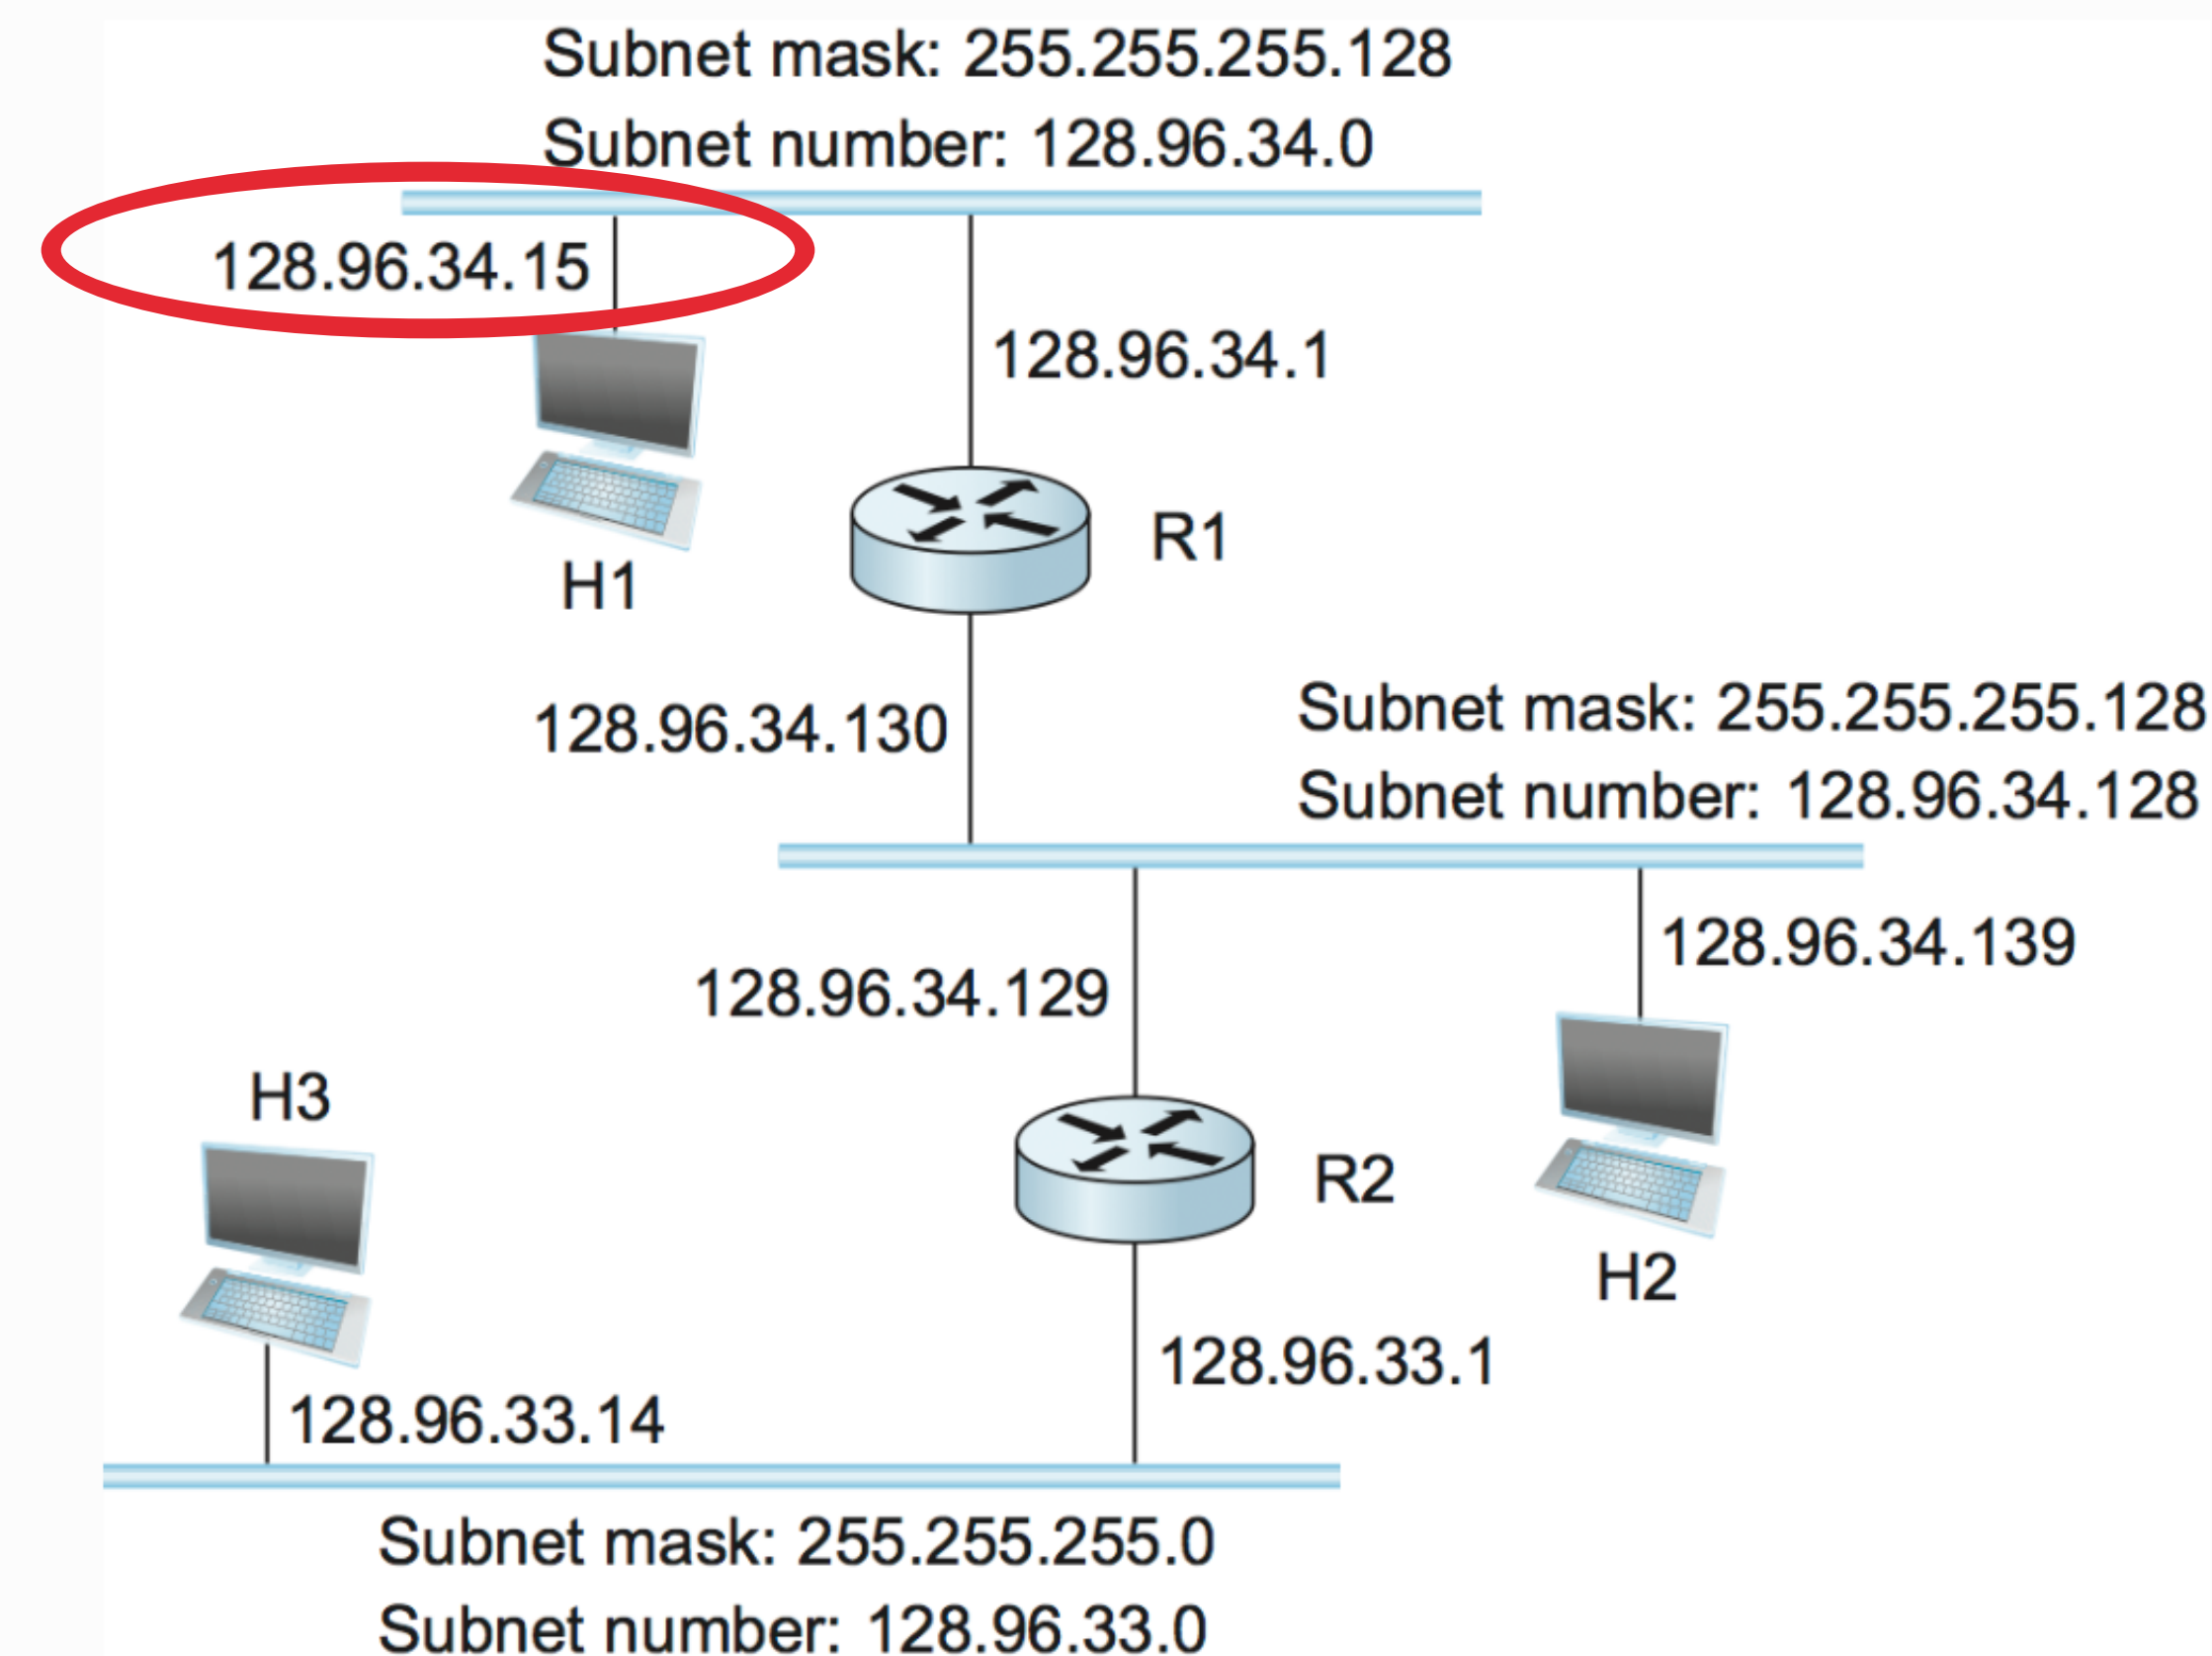 Subnet mask: 255.255.255.128
Subnet number: 128.96.34.0
128.96.34.15
128.96.34.1
R1
H1
128.96.34.130
Subnet mask: 255.255.255.128
Subnet number: 128.96.34.128
128.96.34.139
128.96.34.129
H3
R2
H2
128.96.33.1
128.96.33.14
Subnet mask: 255.255.255.0
Subnet number: 128.96.33.0